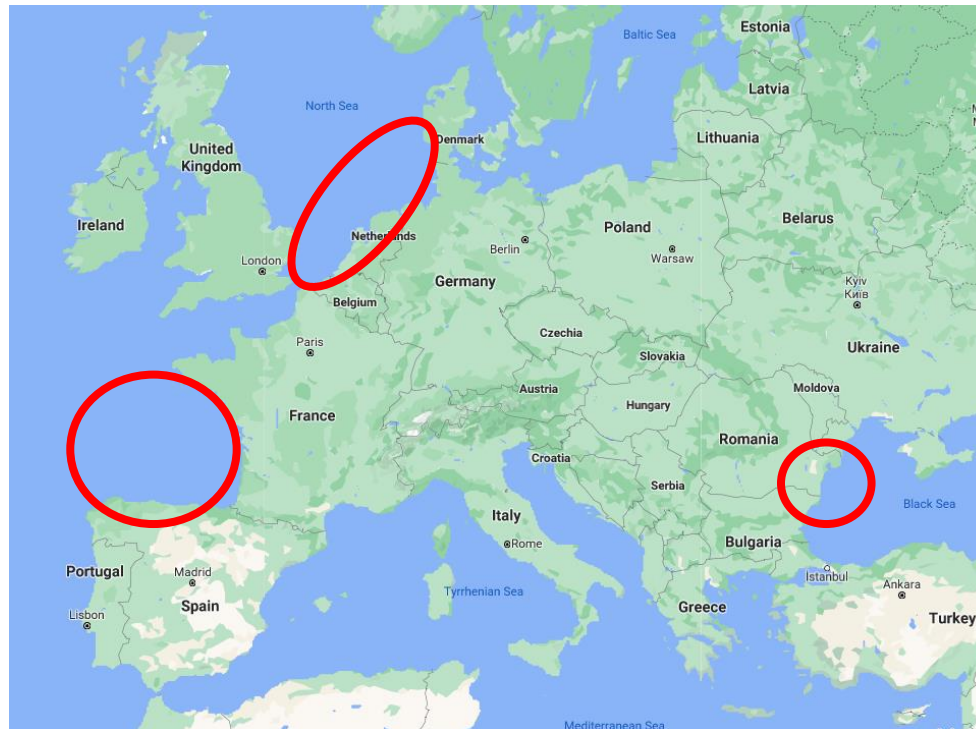 Estonia
Baltic Sea
Latvia
North Sea
Denmark
Lithuania
United
Kingdom
Ireland
Belarus
Poland
Netherlands
Berlin
Warsaw
London
Germany
Kyiv
Київ
Belgium
Czechia
Paris
Ukraine
Slovakia
Austria
Moldova
Hungary
France
Romania
Croatia
Serbia
Black Sea
Italy
Rome
Bulgaria
Portugal
Madrid
Istanbul
Ankara
Tyrrhenian Sea
Spain
Greece
Lisbon
Turkey
Mediterranean Sea